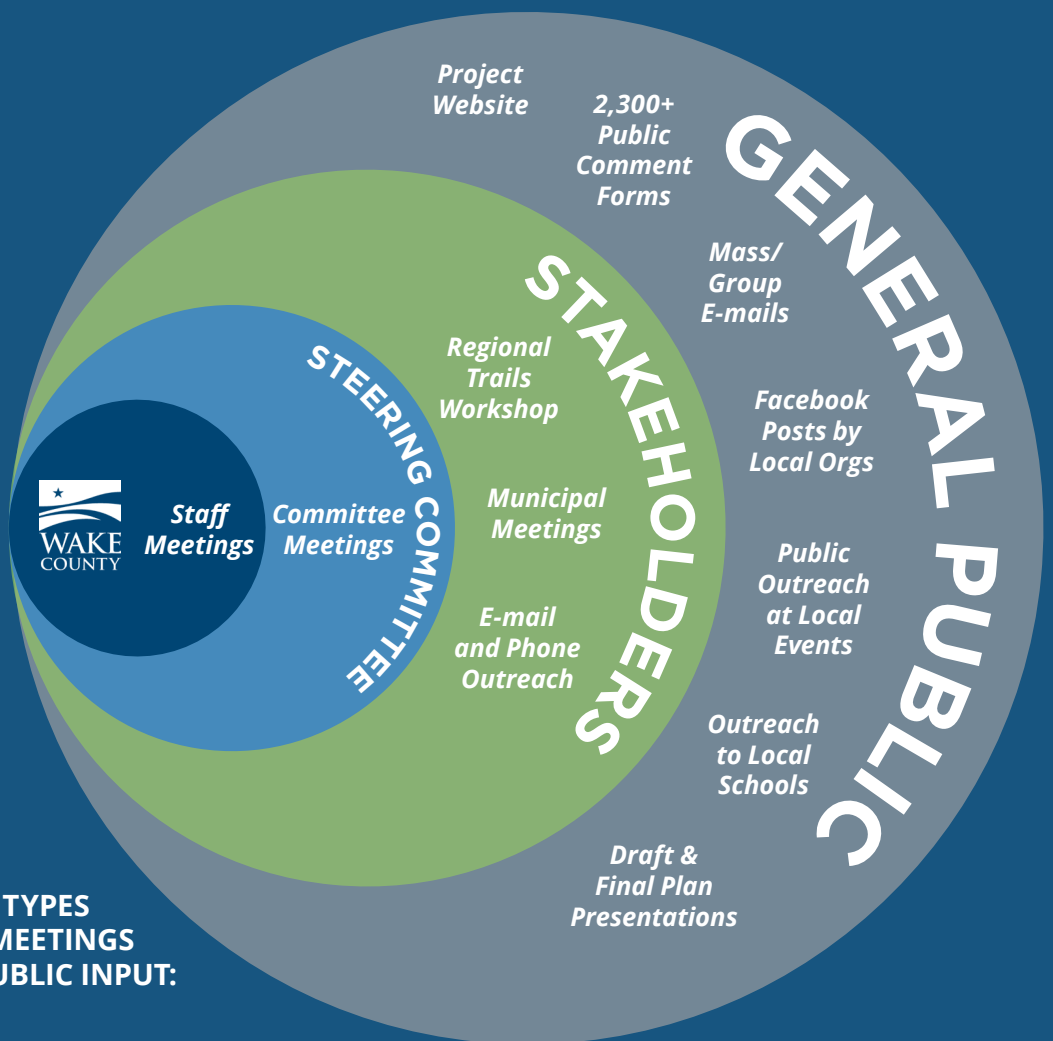 Project
Website
2,300+
Public
Comment
Forms
GENERAL PUBLIC
Mass/
Group
E-mails
Facebook
Posts by
Local Orgs
Public
Outreach
at Local
Events
Outreach
to Local
Schools
Draft &
Final Plan
Presentations
STAKEHOLDERS
Regional
Trails
Workshop
Municipal
Meetings
E-mail
and Phone
Outreach
STEERING COMMITTEE
Committee
Meetings
Staff
Meetings
WAKE
COUNTY
TYPES
MEETINGS
UBLIC INPUT: